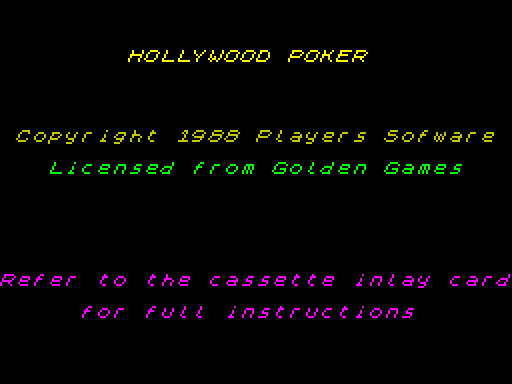 HOLLYWOOD POKER
Copyright 1988 Players Sofware
Licensed from Golden Games
Refer to the cassette inlay card
for full instructions